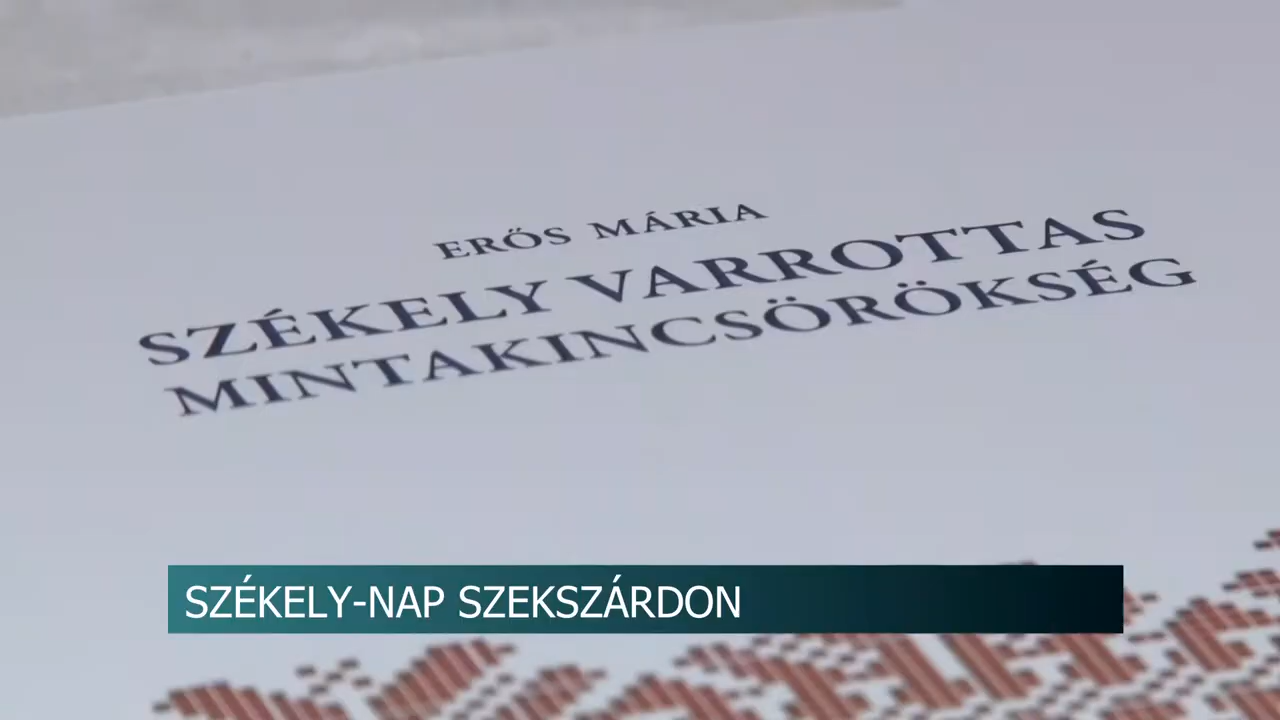 ERŐS MÁRIA
SZÉKELY VARROTTAS
MINTAKINCSÖRÖKSÉG
SZÉKELY-NAP SZEKSZÁRDON